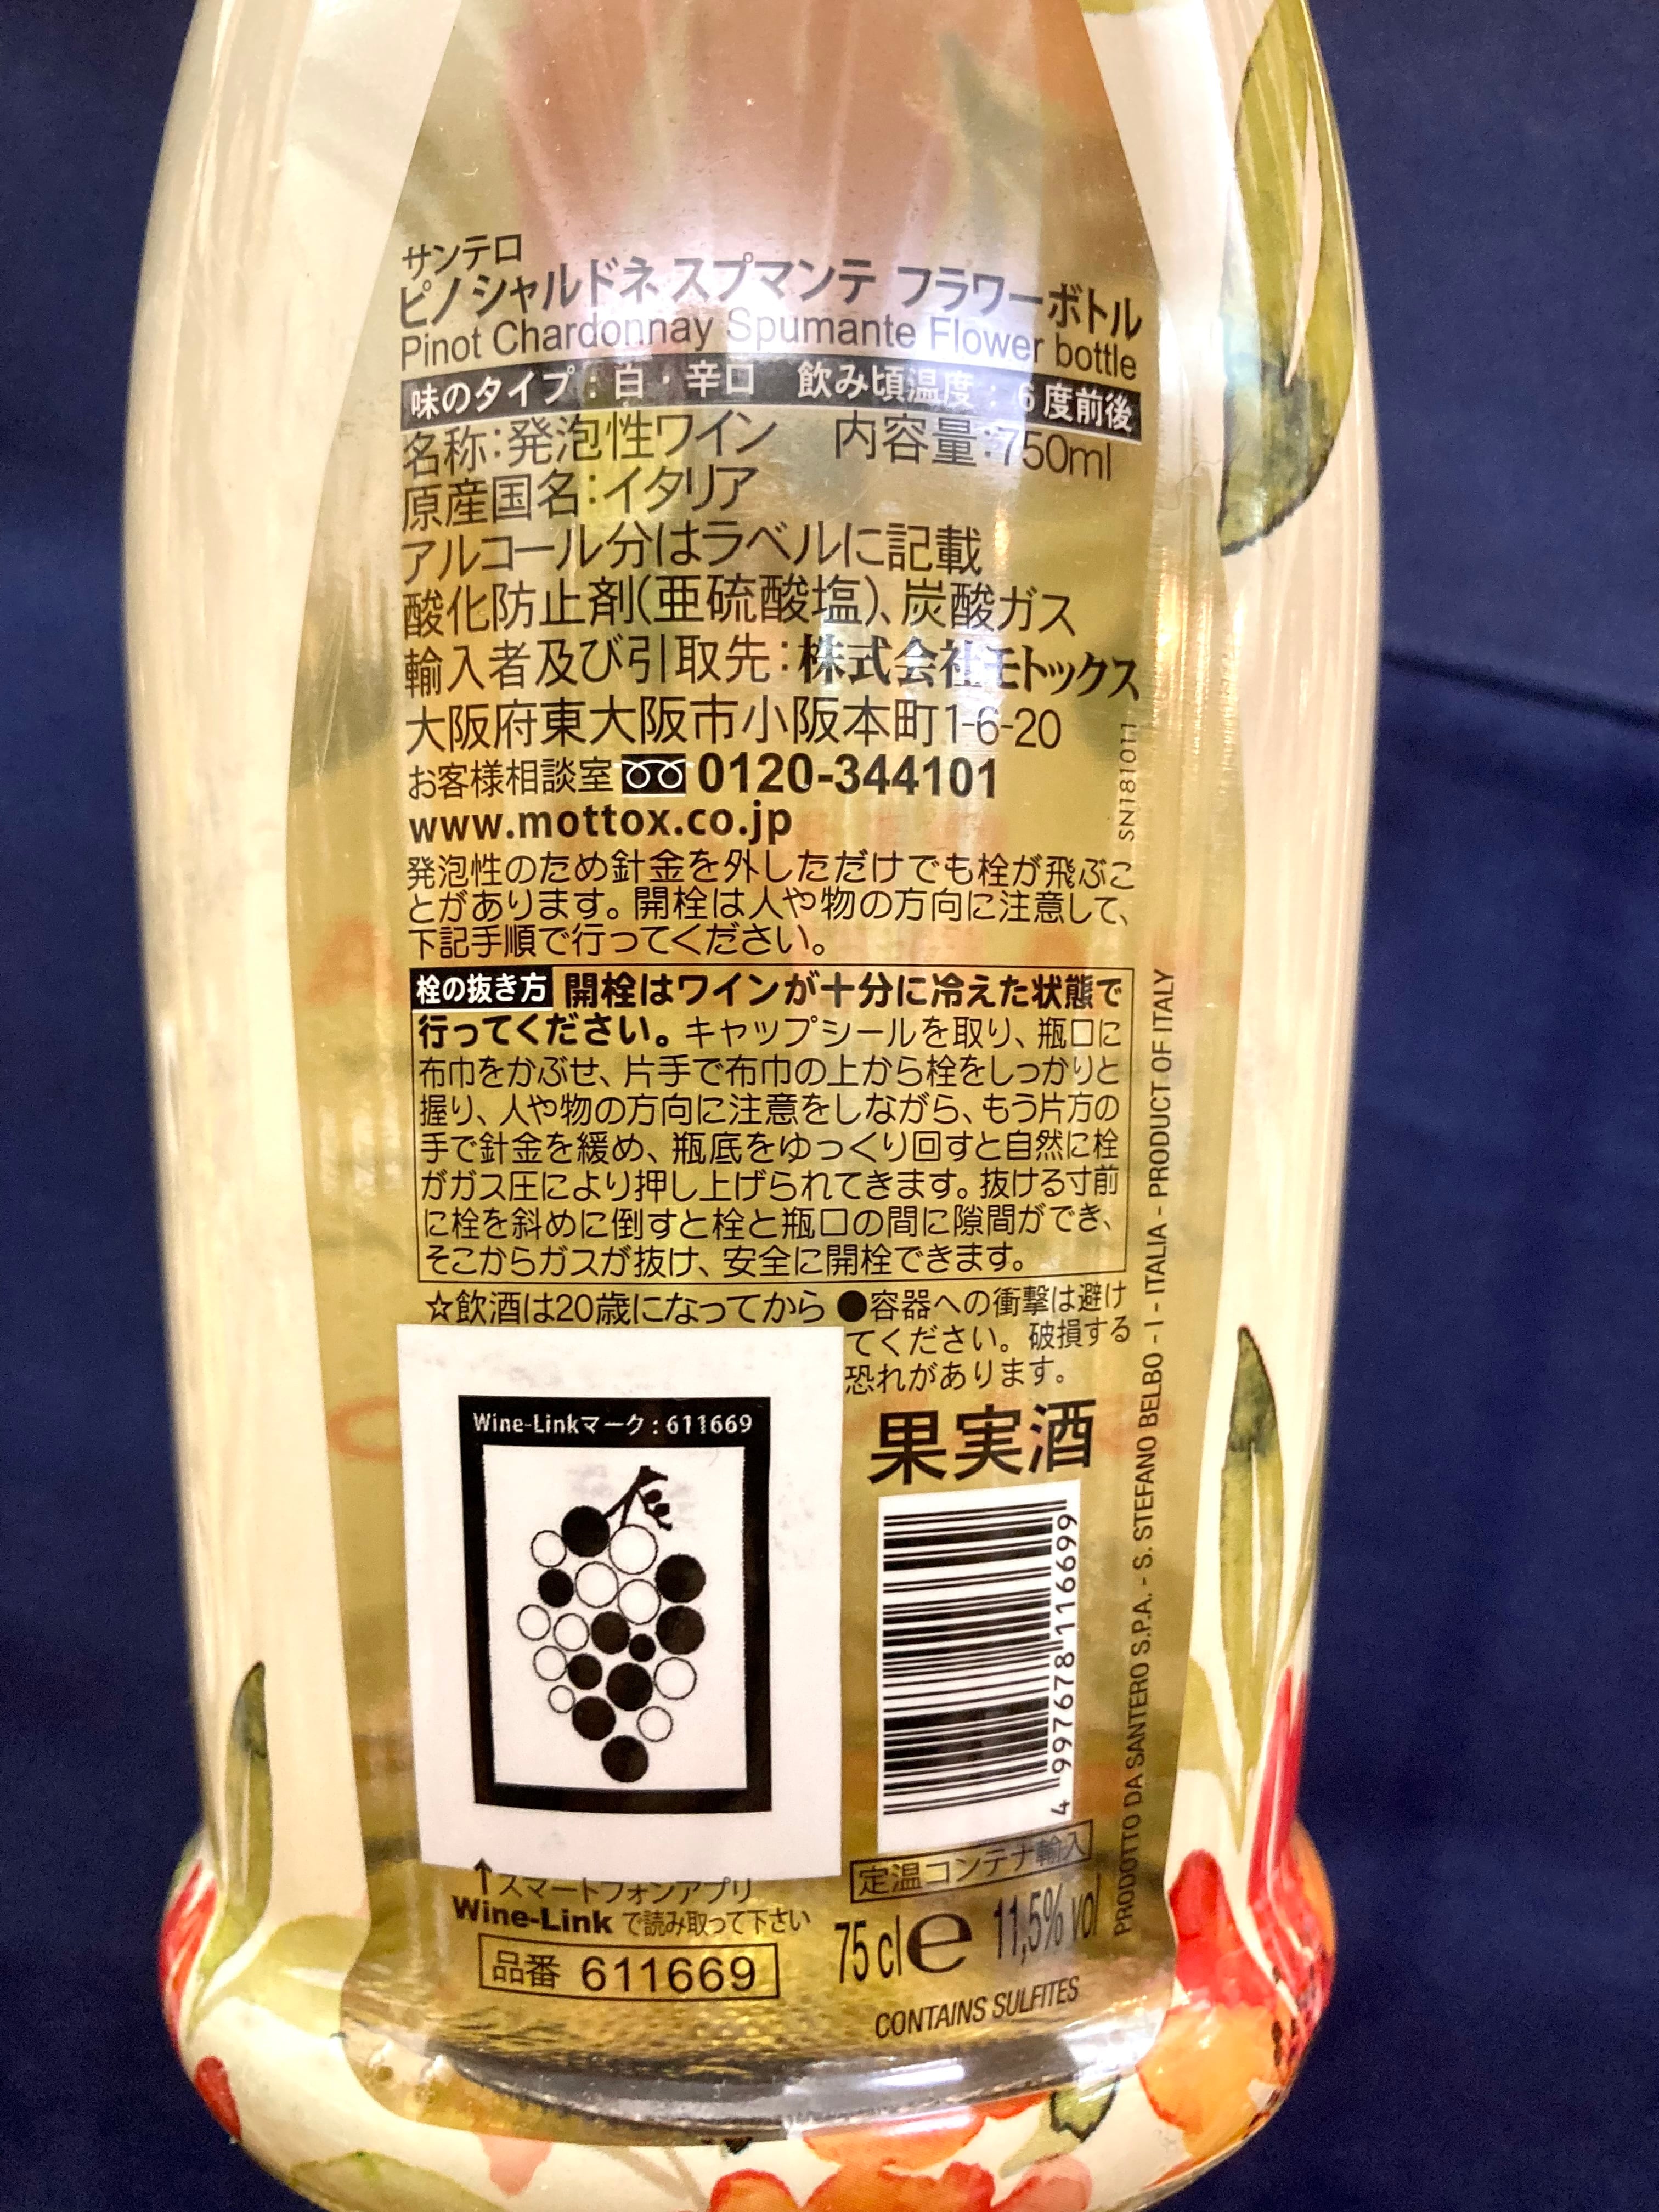 サンテロ
ピノ シャルドネ スプマンテ フラワーボトル
Pinot Chardonnay Spumante Flower bottle
味のタイプ：白・辛口　飲み頃温度：6度前後
名称：発泡性ワイン　内容量：750ml
原産国名：イタリア
アルコール分はラベルに記載
酸化防止剤（亜硫酸塩）、炭酸ガス
輸入者及び引取先：株式会社モトックス
大阪府東大阪市小阪本町1-6-20
お客様相談室 0120-344101
www.mottox.co.jp
SN181011
発泡性のため針金を外しただけでも栓が飛ぶこ
とがあります。開栓は人や物の方向に注意して、
下記手順で行ってください。
栓の抜き方 開栓はワインが十分に冷えた状態で
行ってください。キャップシールを取り、瓶口に
布巾をかぶせ、片手で布巾の上から栓をしっかりと
握り、人や物の方向に注意をしながら、もう片方の
手で針金を緩め、瓶底をゆっくり回すと自然に栓
がガス圧により押し上げられてきます。抜ける寸前
に栓を斜めに倒すと栓と瓶口の間に隙間ができ、
そこからガスが抜け、安全に開栓できます。
☆飲酒は20歳になってから ●容器への衝撃は避け
てください。破損する
恐れがあります。
Wine-Linkマーク：611669
果実酒
4 997678 116699
定温コンテナ輸入
↑スマートフォンアプリ
Wine-Link で読み取って下さい
品番 611669
75 cl e 11,5% vol
CONTAINS SULFITES
PRODOTTO DA SANTERO S.P.A. - S. STEFANO BELBO - I - ITALIA - PRODUCT OF ITALY